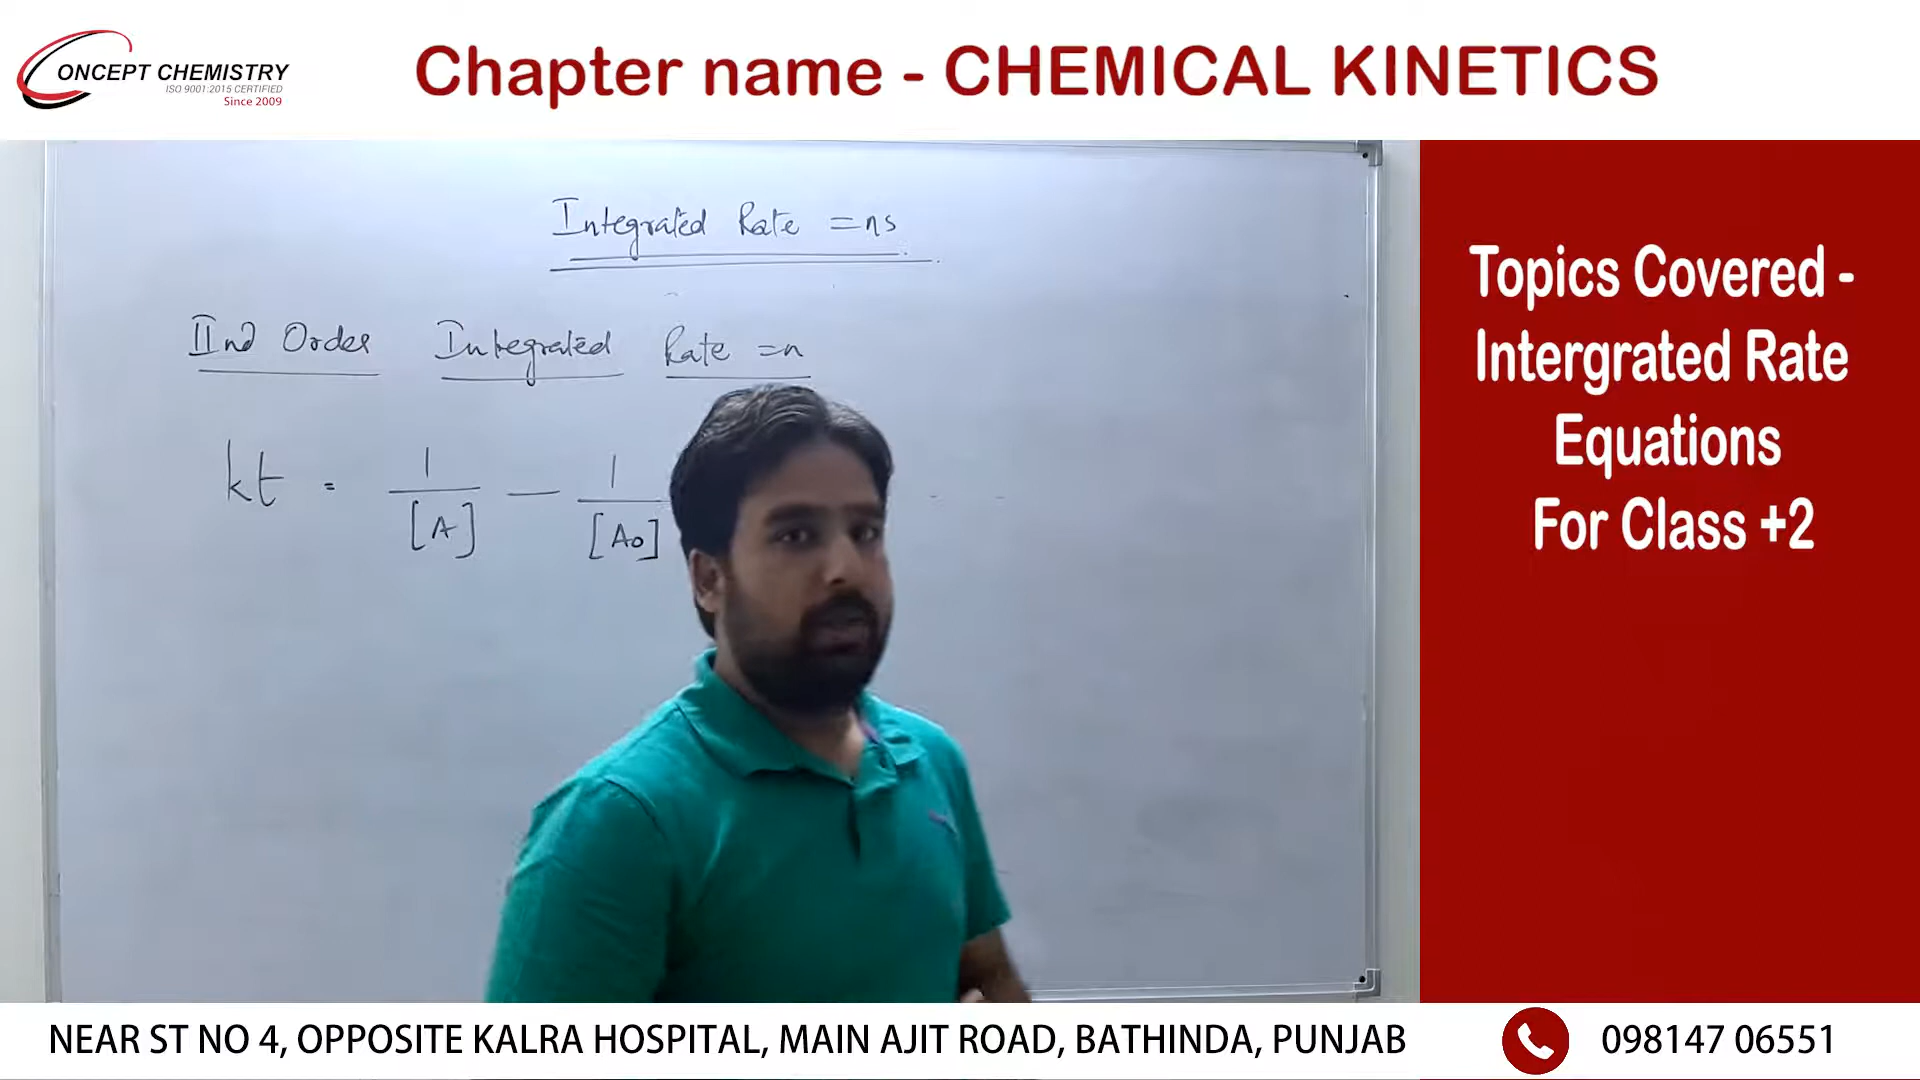 ONCEPT CHEMISTRY
ISO 9001:2015 CERTIFIED
Since 2009
Chapter name - CHEMICAL KINETICS
Integrated Rate =ns
IInd Order Integrated Rate =n
kt = 1/[A] — 1/[A₀]
Topics Covered -
Intergrated Rate
Equations
For Class +2
NEAR ST NO 4, OPPOSITE KALRA HOSPITAL, MAIN AJIT ROAD, BATHINDA, PUNJAB
098147 06551